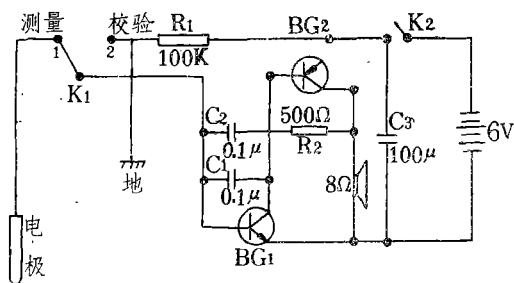 测量
校验
R₁
BG₂
K₂
1
2
100K
K₁
500Ω
C₂
C₃
6V
0.1μ
R₂
100μ
地
C₁
8Ω
0.1μ
电极
BG₁